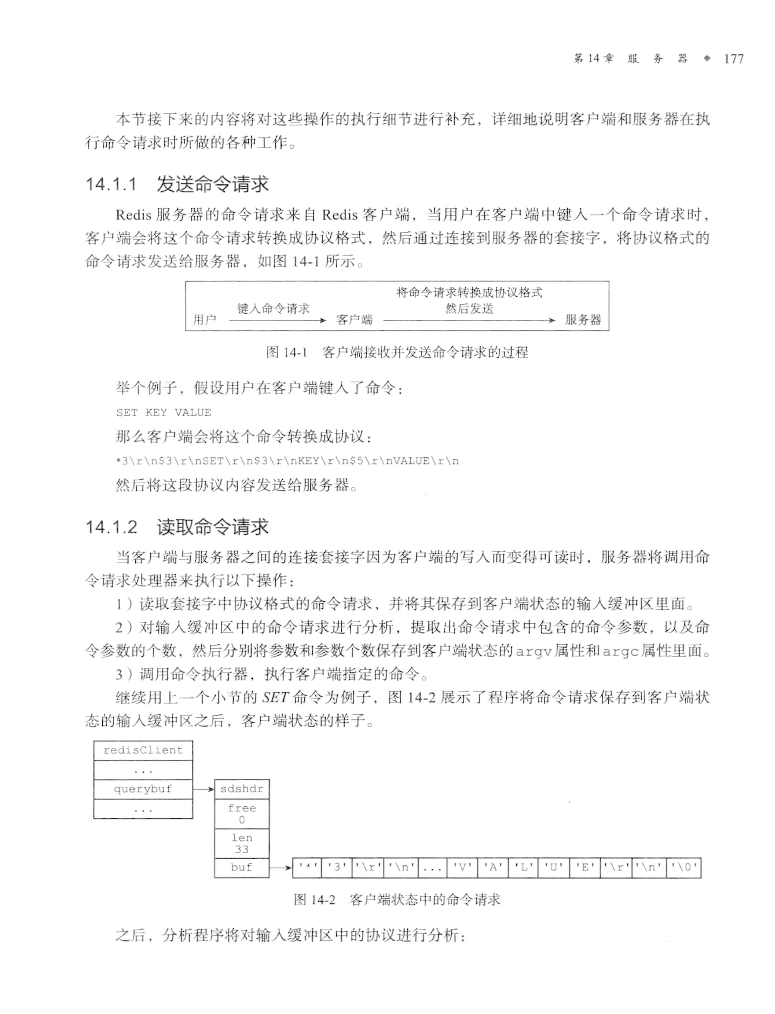 第14章 服 务 器 ◆ 177
本节接下来的内容将对这些操作的执行细节进行补充，详细地说明客户端和服务器在执
行命令请求时所做的各种工作。
14.1.1 发送命令请求
Redis 服务器的命令请求来自 Redis 客户端，当用户在客户端中键入一个命令请求时，
客户端会将这个命令请求转换成协议格式，然后通过连接到服务器的套接字，将协议格式的
命令请求发送给服务器，如图 14-1 所示。
将命令请求转换成协议格式
键入命令请求 然后发送
用户 客户端 服务器
图 14-1 客户端接收并发送命令请求的过程
举个例子，假设用户在客户端键入了命令：
SET KEY VALUE
那么客户端会将这个命令转换成协议：
*3\r\n$3\r\nSET\r\n$3\r\nKEY\r\n$5\r\nVALUE\r\n
然后将这段协议内容发送给服务器。
14.1.2 读取命令请求
当客户端与服务器之间的连接套接字因为客户端的写入而变得可读时，服务器将调用命
令请求处理器来执行以下操作：
1）读取套接字中协议格式的命令请求，并将其保存到客户端状态的输入缓冲区里面。
2）对输入缓冲区中的命令请求进行分析，提取出命令请求中包含的命令参数，以及命
令参数的个数，然后分别将参数和参数个数保存到客户端状态的 argv 属性和 argc 属性里面。
3）调用命令执行器，执行客户端指定的命令。
继续用上一个小节的 SET 命令为例子，图 14-2 展示了程序将命令请求保存到客户端状
态的输入缓冲区之后，客户端状态的样子。
redisClient
...
querybuf
...
sdshdr
free
0
len
33
buf
'*' '3' '\r' '\n' ... 'V' 'A' 'L' 'U' 'E' '\r' '\n' '\0'
图 14-2 客户端状态中的命令请求
之后，分析程序将对输入缓冲区中的协议进行分析：